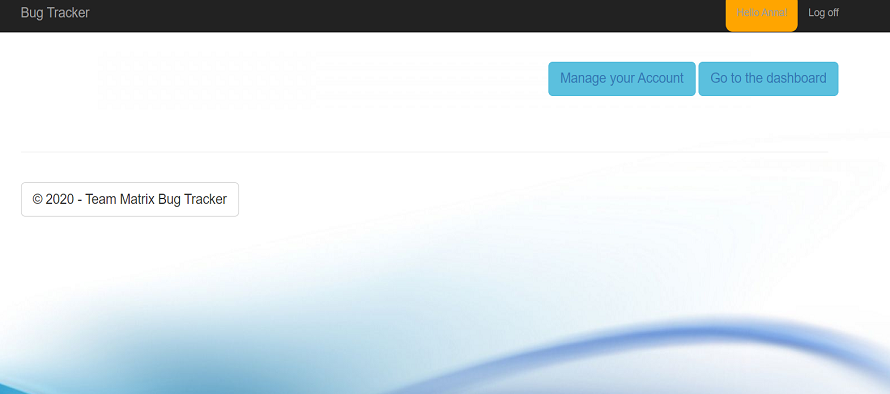 Bug Tracker
Hello Anna!
Log off
Manage your Account
Go to the dashboard
© 2020 - Team Matrix Bug Tracker